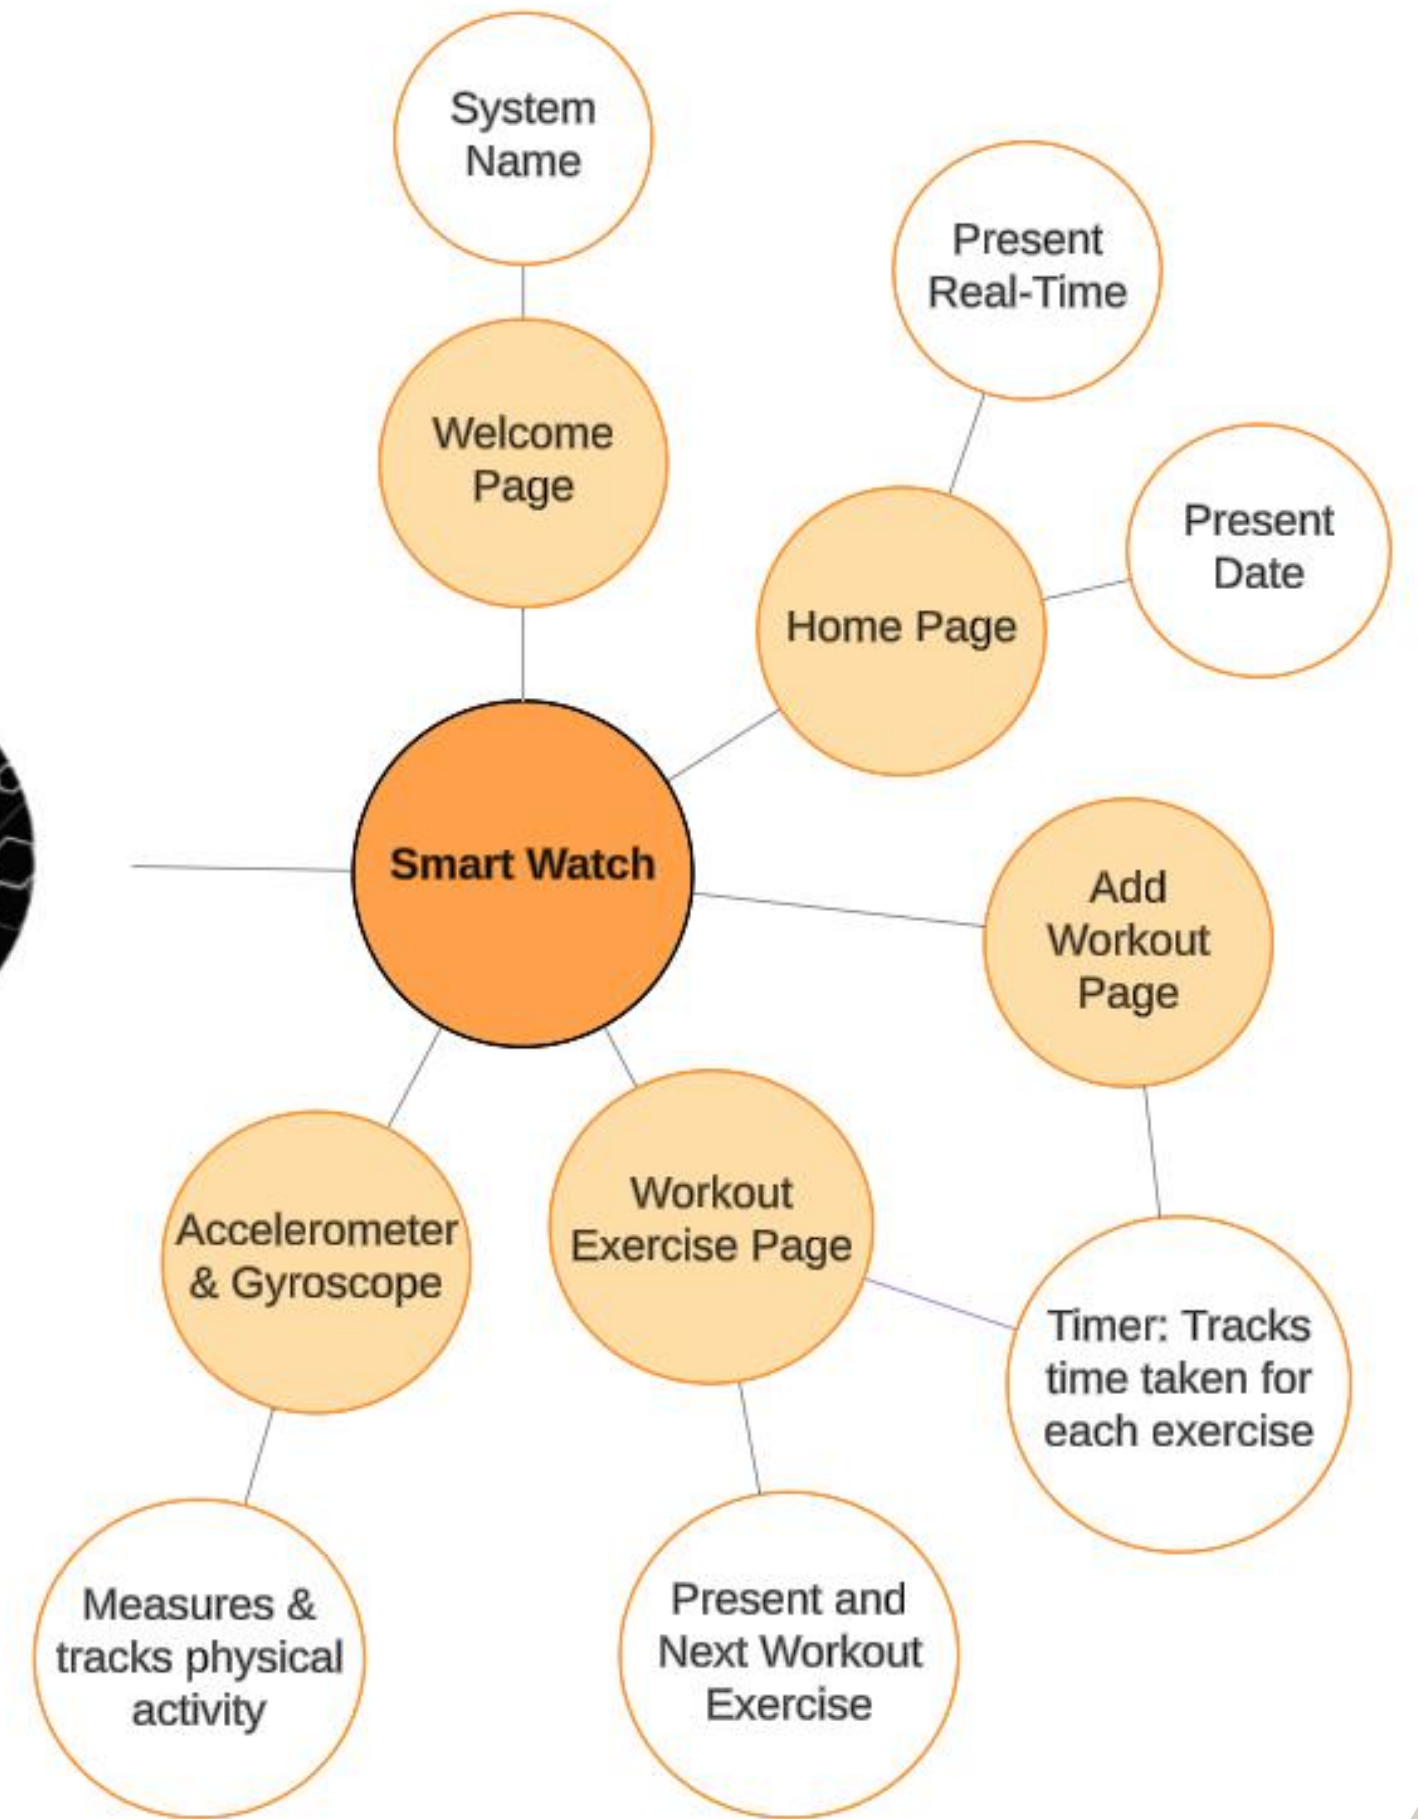 System
Name
Present
Real-Time
Welcome
Page
Present
Date
Home Page
Smart Watch
Add
Workout
Page
Workout
Exercise Page
Accelerometer
& Gyroscope
Timer: Tracks
time taken for
each exercise
Present and
Next Workout
Exercise
Measures &
tracks physical
activity